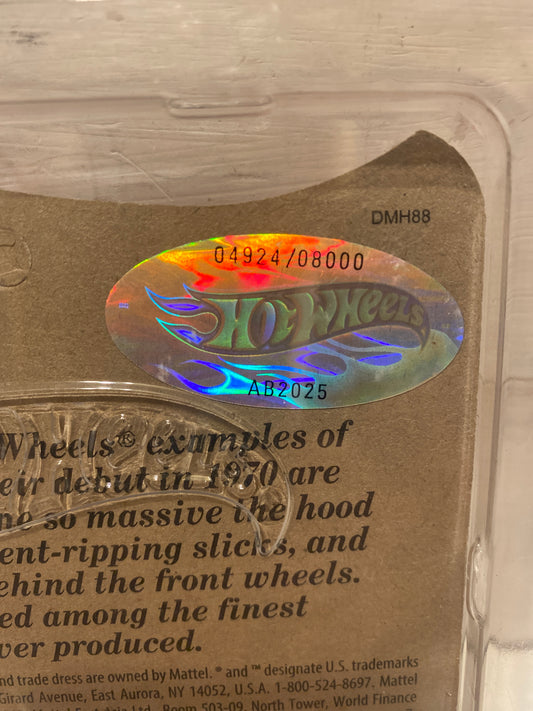 DMH88
04924/08000
HOT WHEELS
AB2025
Wheels® examples of
eir debut in 1970 are
ne so massive the hood
ent-ripping slicks, and
ehind the front wheels.
ed among the finest
ver produced.
nd trade dress are owned by Mattel. ® and ™ designate U.S. trademarks
Girard Avenue, East Aurora, NY 14052, U.S.A. 1-800-524-8697. Mattel
Room 503-09, North Tower, World Finance